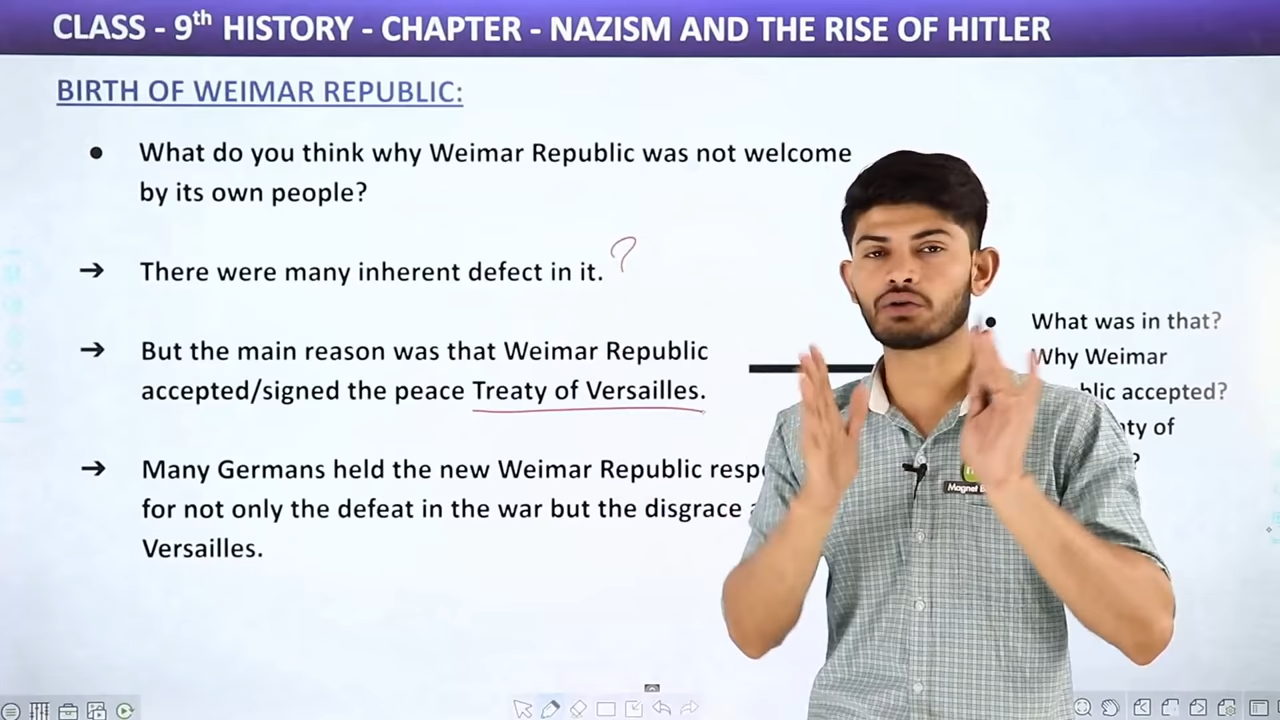 CLASS - 9th HISTORY - CHAPTER - NAZISM AND THE RISE OF HITLER
BIRTH OF WEIMAR REPUBLIC:
• What do you think why Weimar Republic was not welcome
by its own people?
➔ There were many inherent defect in it. ?
➔ But the main reason was that Weimar Republic
accepted/signed the peace Treaty of Versailles.
➔ Many Germans held the new Weimar Republic
for not only the defeat in the war but the disgrace
Versailles.
• What was in that?
Why Weimar
accepted?
of
?
Magnet